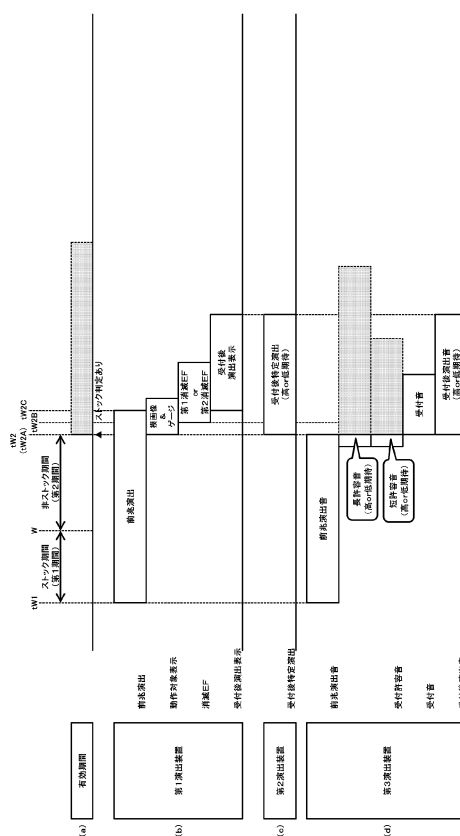 tW1
W
tW2
(tW2A)
tW2B
tW2C
ストック期間
(第1期間)
非ストック期間
(第2期間)
(a)
有効期間
ストック判定あり
(b)
第1演出装置
前兆演出
前兆演出
動作対象表示
複画像
&
ゲージ
消滅EF
第1消滅EF
or
第2消滅EF
受付後演出表示
受付後
演出表示
(c)
第2演出装置
受付後特定演出
受付後特定演出
(高or低期待)
(d)
第3演出装置
前兆演出音
前兆演出音
受付許容音
長許容音
(高or低期待)
短許容音
(高or低期待)
受付音
受付音
受付後演出音
(高or低期待)